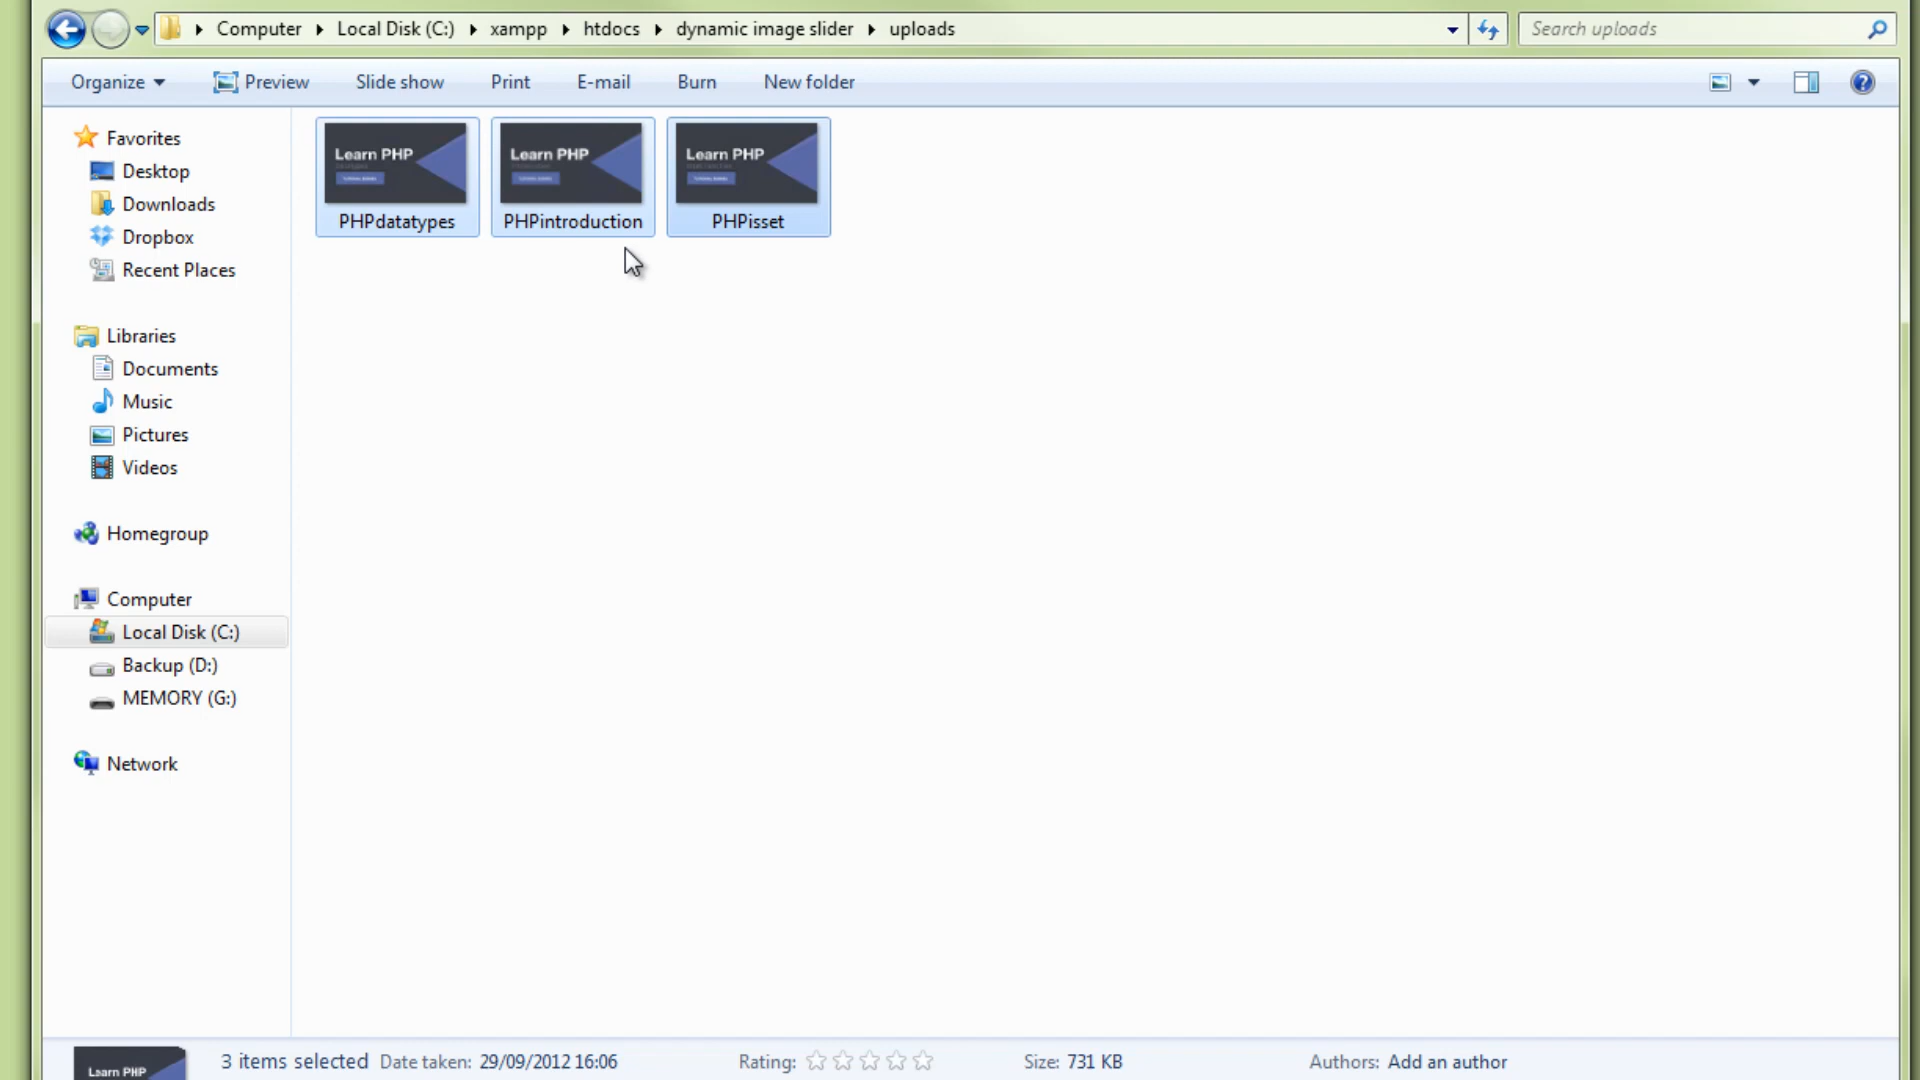 Computer Local Disk (C:) xampp htdocs dynamic image slider uploads
Search uploads
Organize Preview Slide show Print E-mail Burn New folder
Favorites
Desktop
Downloads
Dropbox
Recent Places
Libraries
Documents
Music
Pictures
Videos
Homegroup
Computer
Local Disk (C:)
Backup (D:)
MEMORY (G:)
Network
Learn PHP
PHPdatatypes
Learn PHP
PHPintroduction
Learn PHP
PHPisset
Learn PHP
3 items selected Date taken: 29/09/2012 16:06 Rating: Size: 731 KB Authors: Add an author